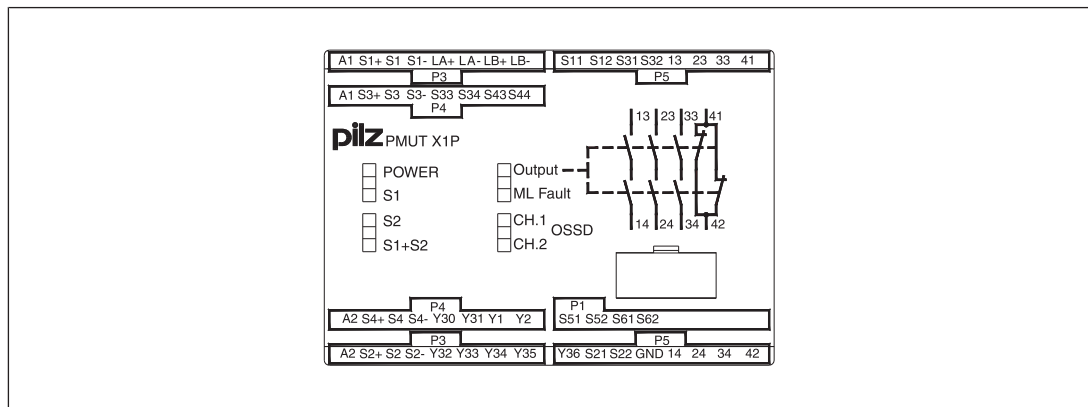 A1 S1+ S1 S1- LA+ LA- LB+ LB-
P3
S11 S12 S31 S32 13 23 33 41
P5
A1 S3+ S3 S3- S33 S34 S43 S44
P4
pilz PMUT X1P
13 23 33 41
POWER
S1
S2
S1+S2
Output
ML Fault
CH.1
OSSD
CH.2
14 24 34 42
P4
A2 S4+ S4 S4- Y30 Y31 Y1 Y2
P1
S51 S52 S61 S62
P3
A2 S2+ S2 S2- Y32 Y33 Y34 Y35
P5
Y36 S21 S22 GND 14 24 34 42